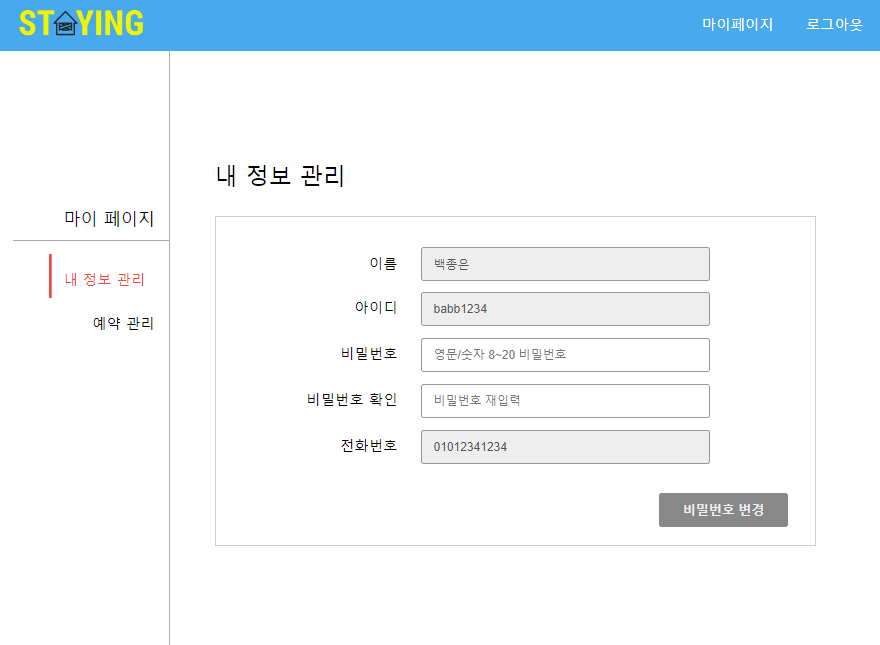 STAYING
마이페이지 로그아웃
마이 페이지
내 정보 관리
예약 관리
내 정보 관리
이름 백종은
아이디 babb1234
비밀번호 영문/숫자 8~20 비밀번호
비밀번호 확인 비밀번호 재입력
전화번호 01012341234
비밀번호 변경